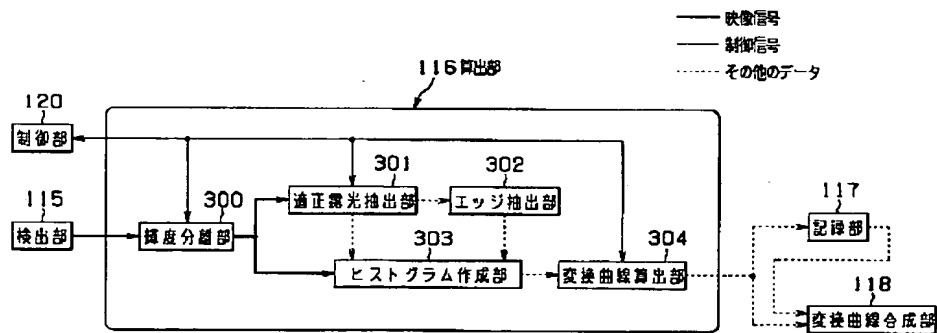 映像信号
制御信号
その他のデータ
116算出部
120
制御部
301
302
適正露光抽出部
エッジ抽出部
115
300
検出部
輝度分離部
303
304
ヒストグラム作成部
変換曲線算出部
117
記録部
118
変換曲線合成部